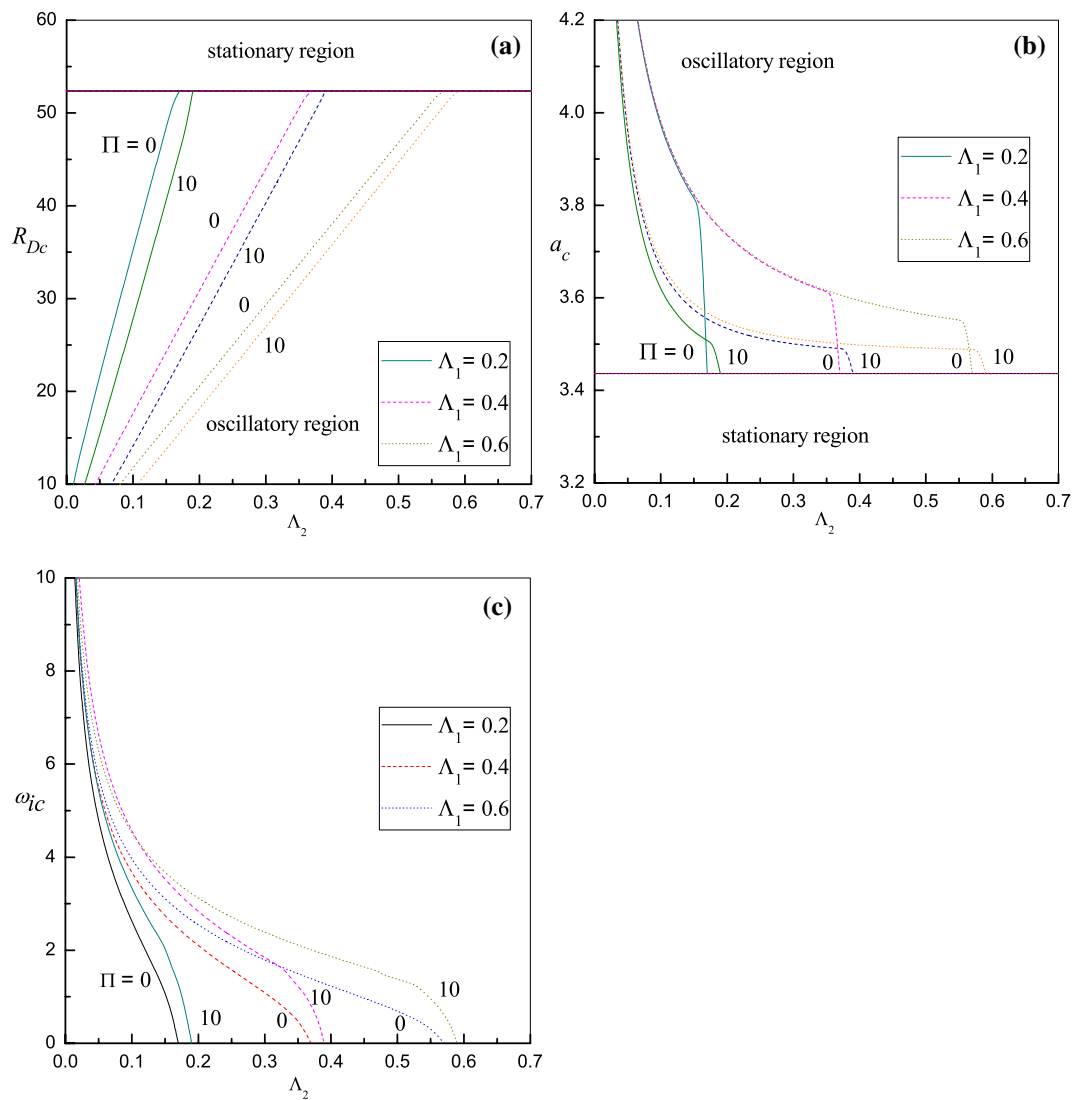 (a)
stationary region
60
50
40
30
20
10
R_Dc
Π = 0
10
0
10
0
10
oscillatory region
Λ₁ = 0.2
Λ₁ = 0.4
Λ₁ = 0.6
0.0 0.1 0.2 0.3 0.4 0.5 0.6 0.7
Λ₂
(b)
oscillatory region
4.2
4.0
3.8
3.6
3.4
3.2
a_c
Λ₁ = 0.2
Λ₁ = 0.4
Λ₁ = 0.6
Π = 0 10 0 10 0 10
stationary region
0.0 0.1 0.2 0.3 0.4 0.5 0.6 0.7
Λ₂
(c)
10
8
6
4
2
0
ω_ic
Λ₁ = 0.2
Λ₁ = 0.4
Λ₁ = 0.6
Π = 0
10
0
10
0
10
0.0 0.1 0.2 0.3 0.4 0.5 0.6 0.7
Λ₂